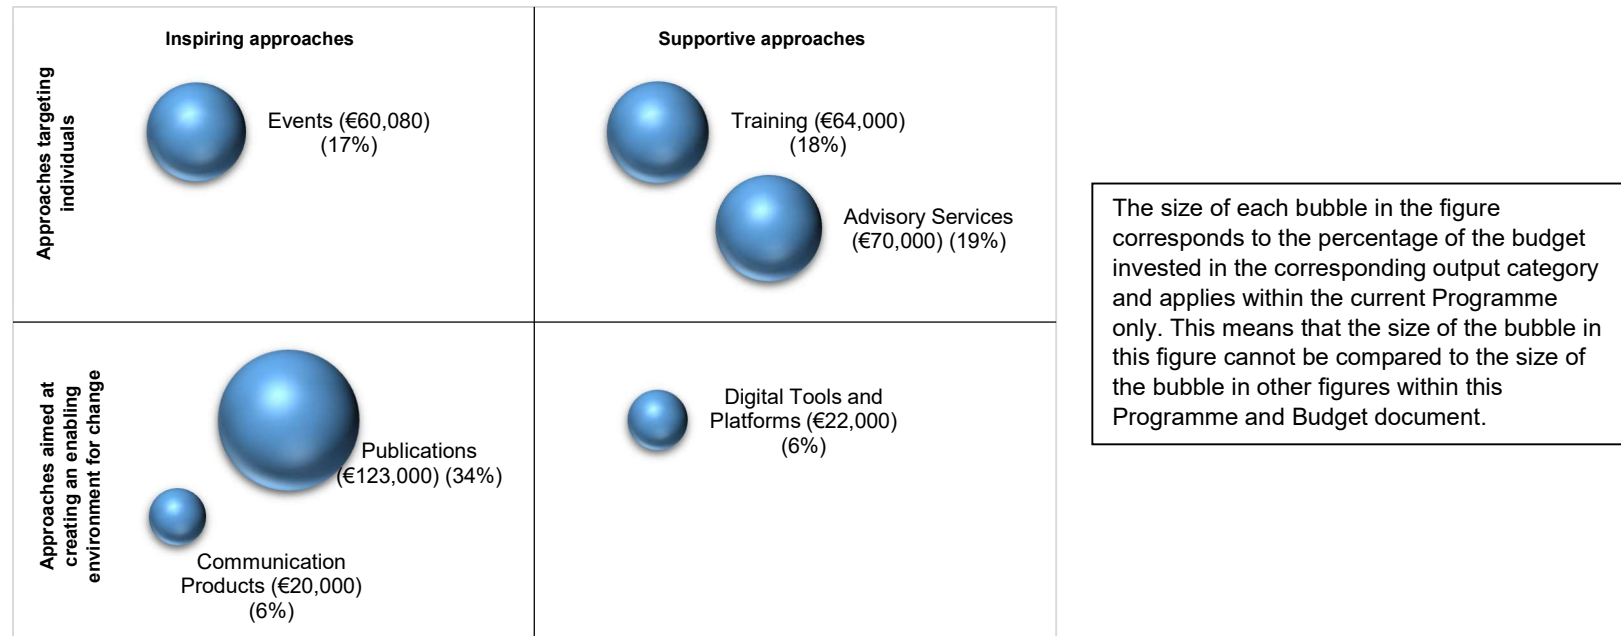 Inspiring approaches
Supportive approaches
Approaches targeting
individuals
Events (€60,080)
(17%)
Training (€64,000)
(18%)
Advisory Services
(€70,000) (19%)
Approaches aimed at
creating an enabling
environment for change
Publications
(€123,000) (34%)
Communication
Products (€20,000)
(6%)
Digital Tools and
Platforms (€22,000)
(6%)
The size of each bubble in the figure
corresponds to the percentage of the budget
invested in the corresponding output category
and applies within the current Programme
only. This means that the size of the bubble in
this figure cannot be compared to the size of
the bubble in other figures within this
Programme and Budget document.